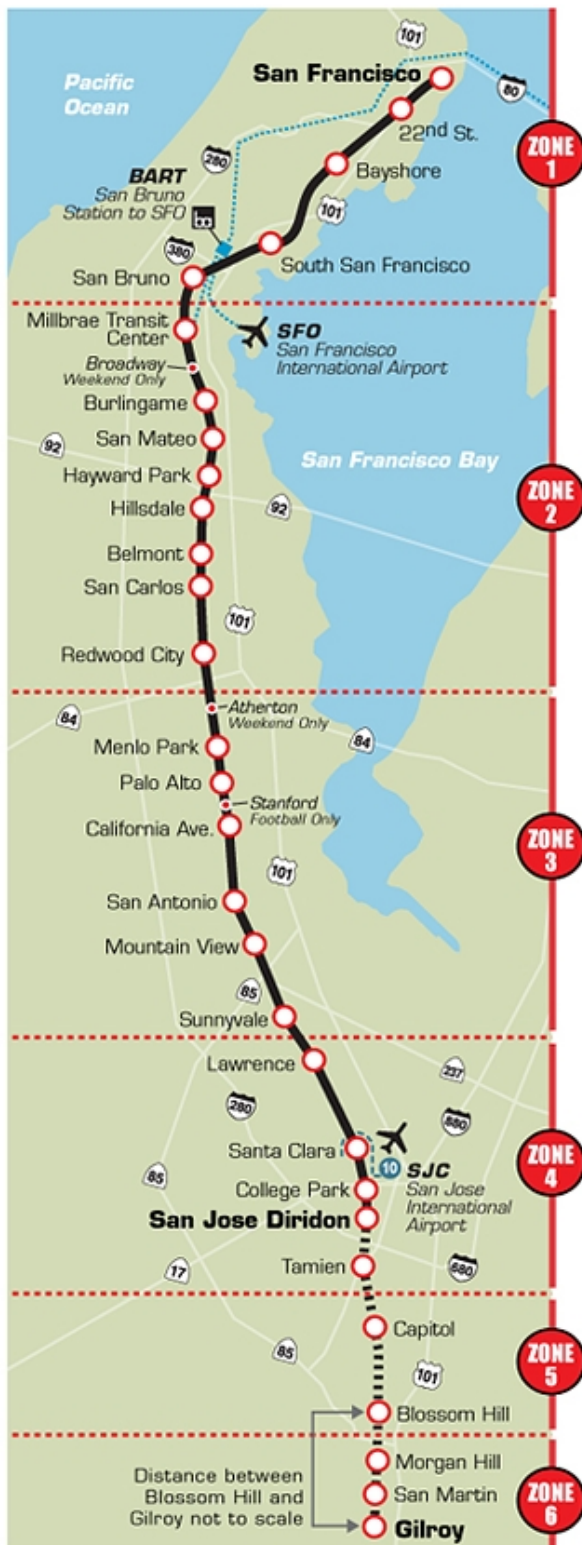 101
San Francisco
Pacific
Ocean
80
22nd St.
ZONE
1
280
Bayshore
BART
San Bruno
Station to SFO
101
380
South San Francisco
San Bruno
Millbrae Transit
Center
SFO
San Francisco
International Airport
Broadway
Weekend Only
Burlingame
San Mateo
92
San Francisco Bay
Hayward Park
ZONE
2
Hillsdale
92
Belmont
San Carlos
101
Redwood City
Atherton
Weekend Only
84
84
Menlo Park
Palo Alto
Stanford
Football Only
California Ave.
ZONE
3
101
San Antonio
Mountain View
85
Sunnyvale
Lawrence
237
280
880
Santa Clara
10
SJC
San Jose
International
Airport
ZONE
4
85
College Park
San Jose Diridon
Tamien
17
680
Capitol
85
101
ZONE
5
Blossom Hill
Morgan Hill
Distance between
Blossom Hill and
Gilroy not to scale
San Martin
ZONE
6
Gilroy